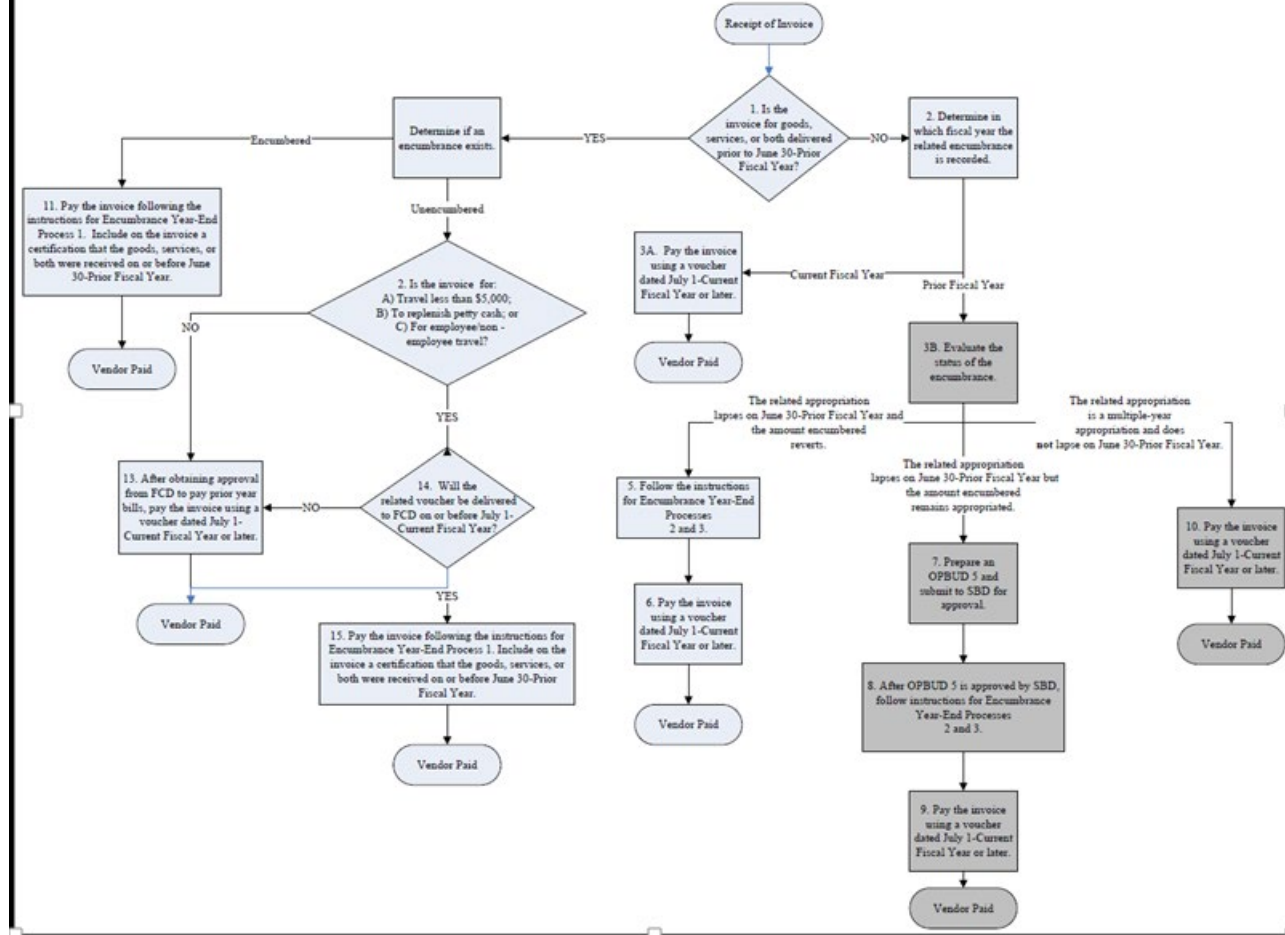 Receipt of Invoice
1. Is the
invoice for goods,
services, or both delivered
prior to June 30-Prior
Fiscal Year?
YES
NO
Determine if an
encumbrance exists.
2. Determine in
which fiscal year the
related encumbrance
is recorded.
Encumbered
Unencumbered
11. Pay the invoice following the
instructions for Encumbrance Year-End
Process 1. Include on the invoice a
certification that the goods, services, or
both were received on or before June
30-Prior Fiscal Year.
Vendor Paid
2. Is the invoice for:
A) Travel less than $5,000;
B) To replenish petty cash; or
C) For employee/non -
employee travel?
NO
YES
13. After obtaining approval
from FCD to pay prior year
bills, pay the invoice using a
voucher dated July 1-
Current Fiscal Year or later.
NO
14. Will the
related voucher be delivered
to FCD on or before July 1-
Current Fiscal Year?
Vendor Paid
YES
15. Pay the invoice following the instructions for
Encumbrance Year-End Process 1. Include on the
invoice a certification that the goods, services, or
both were received on or before June 30-Prior
Fiscal Year.
Vendor Paid
3A. Pay the invoice
using a voucher
dated July 1-Current
Fiscal Year or later.
Current Fiscal Year
Prior Fiscal Year
Vendor Paid
3B. Evaluate the
status of the
encumbrance.
The related appropriation
lapses on June 30-Prior Fiscal Year and
the amount encumbered
reverts.
The related appropriation
lapses on June 30-Prior Fiscal Year but
the amount encumbered
remains appropriated.
The related appropriation
is a multiple-year
appropriation and does
not lapse on June 30-Prior Fiscal Year.
5. Follow the instructions
for Encumbrance Year-End
Processes
2 and 3.
6. Pay the invoice
using a voucher
dated July 1-Current
Fiscal Year or later.
Vendor Paid
7. Prepare an
OPBUD 5 and
submit to SBD for
approval.
8. After OPBUD 5 is approved by SBD,
follow instructions for Encumbrance
Year-End Processes
2 and 3.
9. Pay the invoice
using a voucher
dated July 1-Current
Fiscal Year or later.
Vendor Paid
10. Pay the invoice
using a voucher
dated July 1-Current
Fiscal Year or later.
Vendor Paid